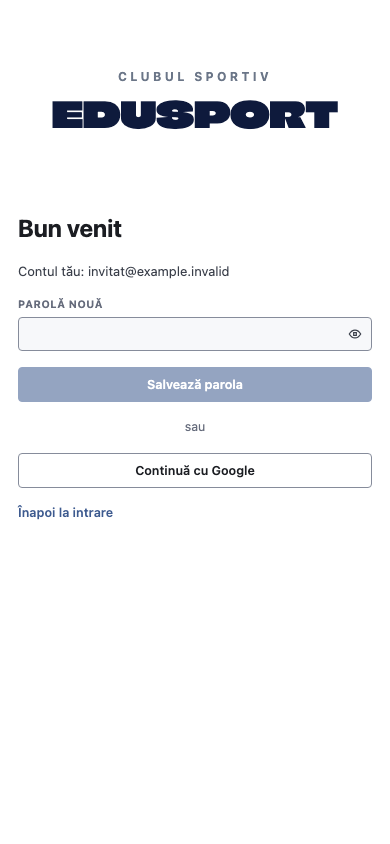 CLUBUL SPORTIV
EDUSPORT
Bun venit
Contul tău: invitat@example.invalid
PAROLĂ NOUĂ
Salvează parola
sau
Continuă cu Google
Înapoi la intrare